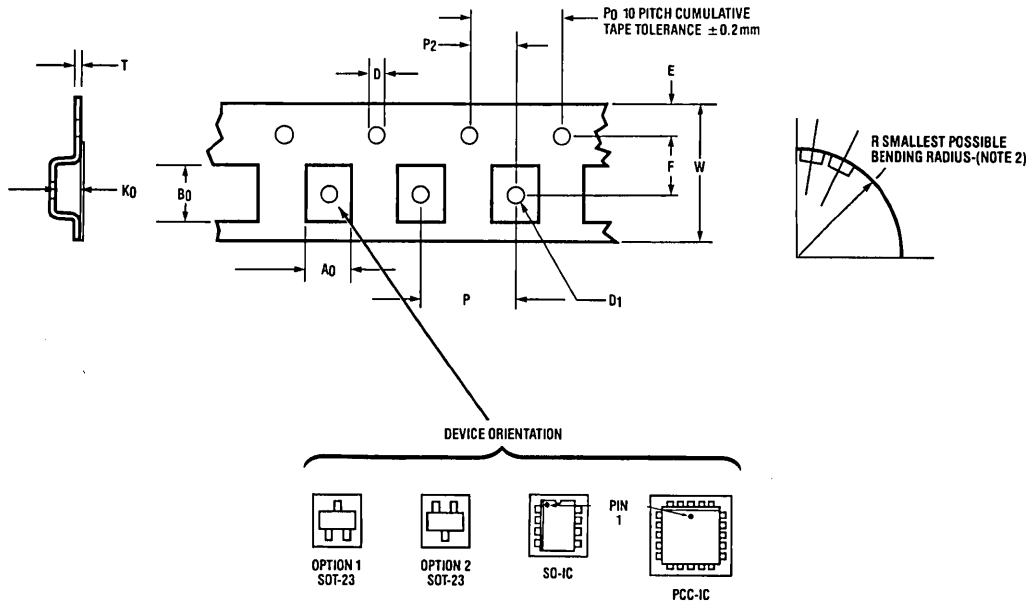 P0 10 PITCH CUMULATIVE
TAPE TOLERANCE ±0.2mm
P2
T
D
E
R SMALLEST POSSIBLE
BENDING RADIUS-(NOTE 2)
F
W
K0
B0
A0
P
D1
DEVICE ORIENTATION
PIN
1
OPTION 1
SOT-23
OPTION 2
SOT-23
SO-IC
PCC-IC